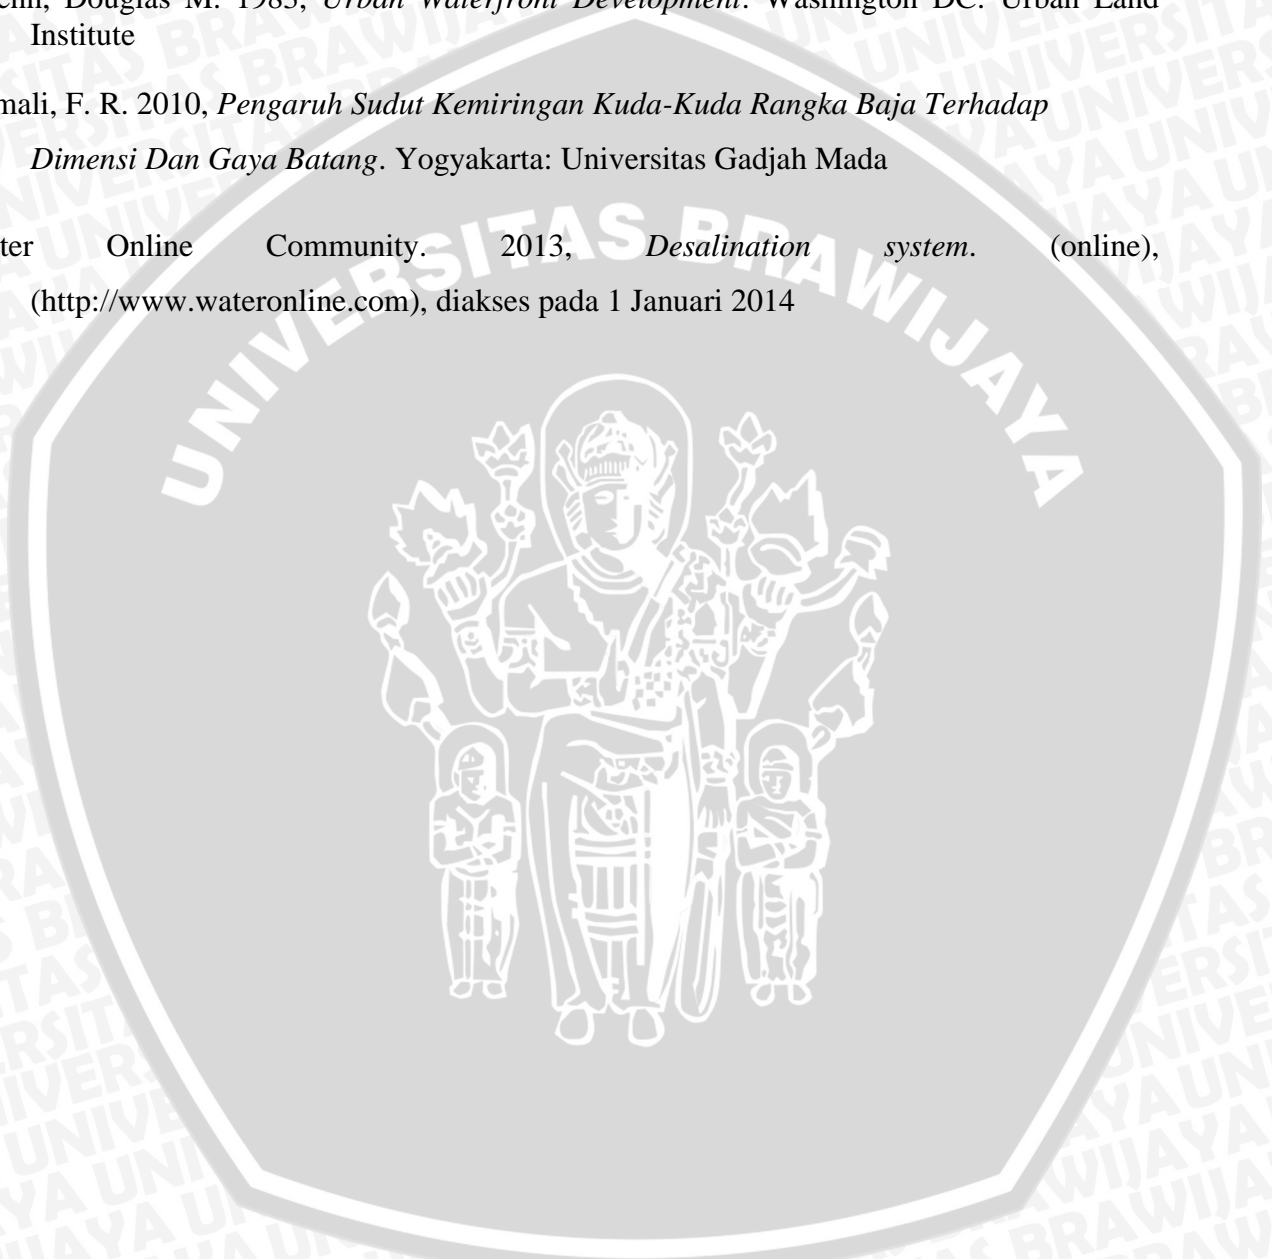 Douglas M. 1983, Urban Waterfront Development. Washington DC. Urban Land
Institute
mali, F. R. 2010, Pengaruh Sudut Kemiringan Kuda-Kuda Rangka Baja Terhadap
Dimensi Dan Gaya Batang. Yogyakarta: Universitas Gadjah Mada
ter Online Community. 2013, Desalination system. (online),
(http://www.wateronline.com), diakses pada 1 Januari 2014
UNIVERSITAS BRAWIJAYA